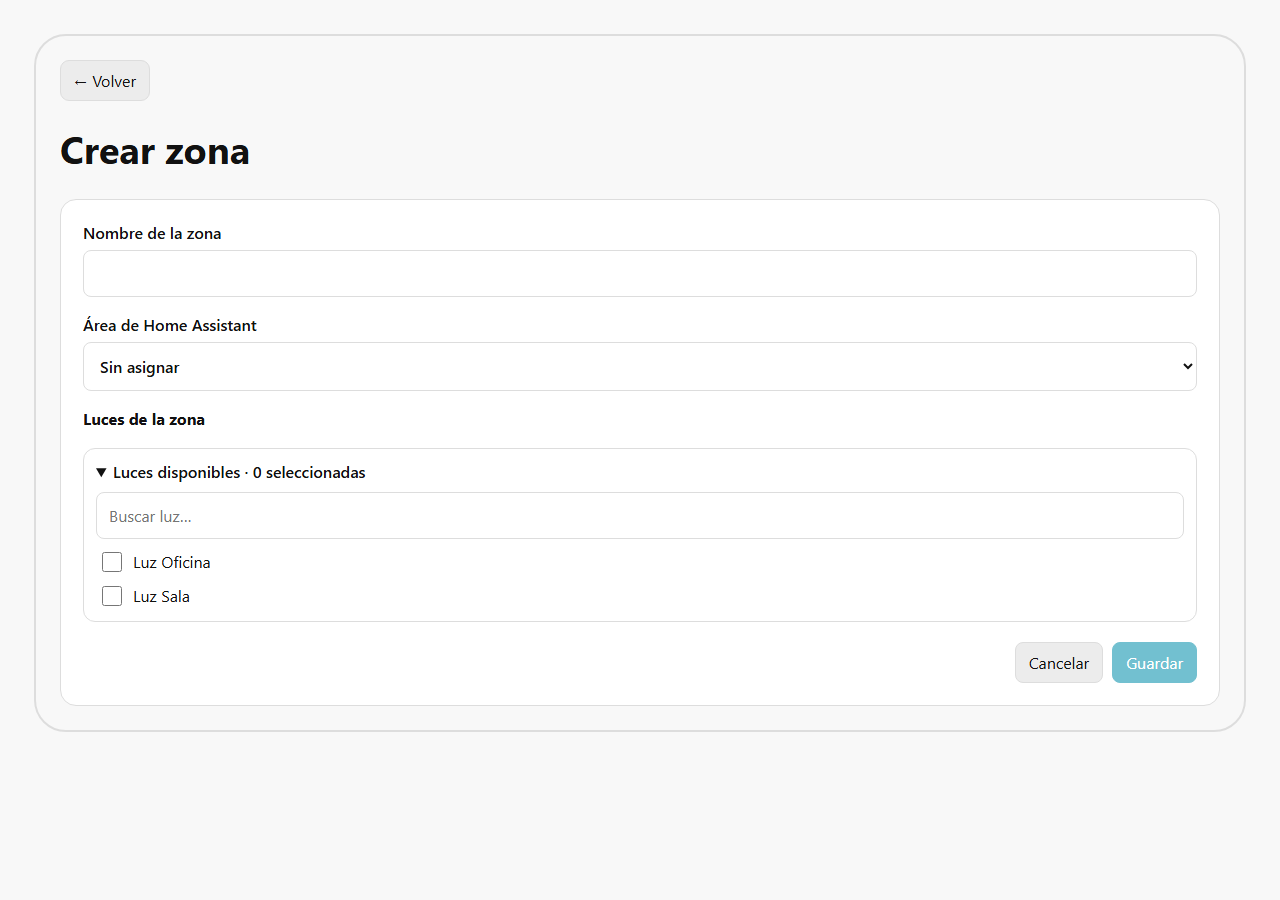 ← Volver
Crear zona
Nombre de la zona
Área de Home Assistant
Sin asignar
Luces de la zona
▼ Luces disponibles · 0 seleccionadas
Buscar luz...
Luz Oficina
Luz Sala
Cancelar Guardar